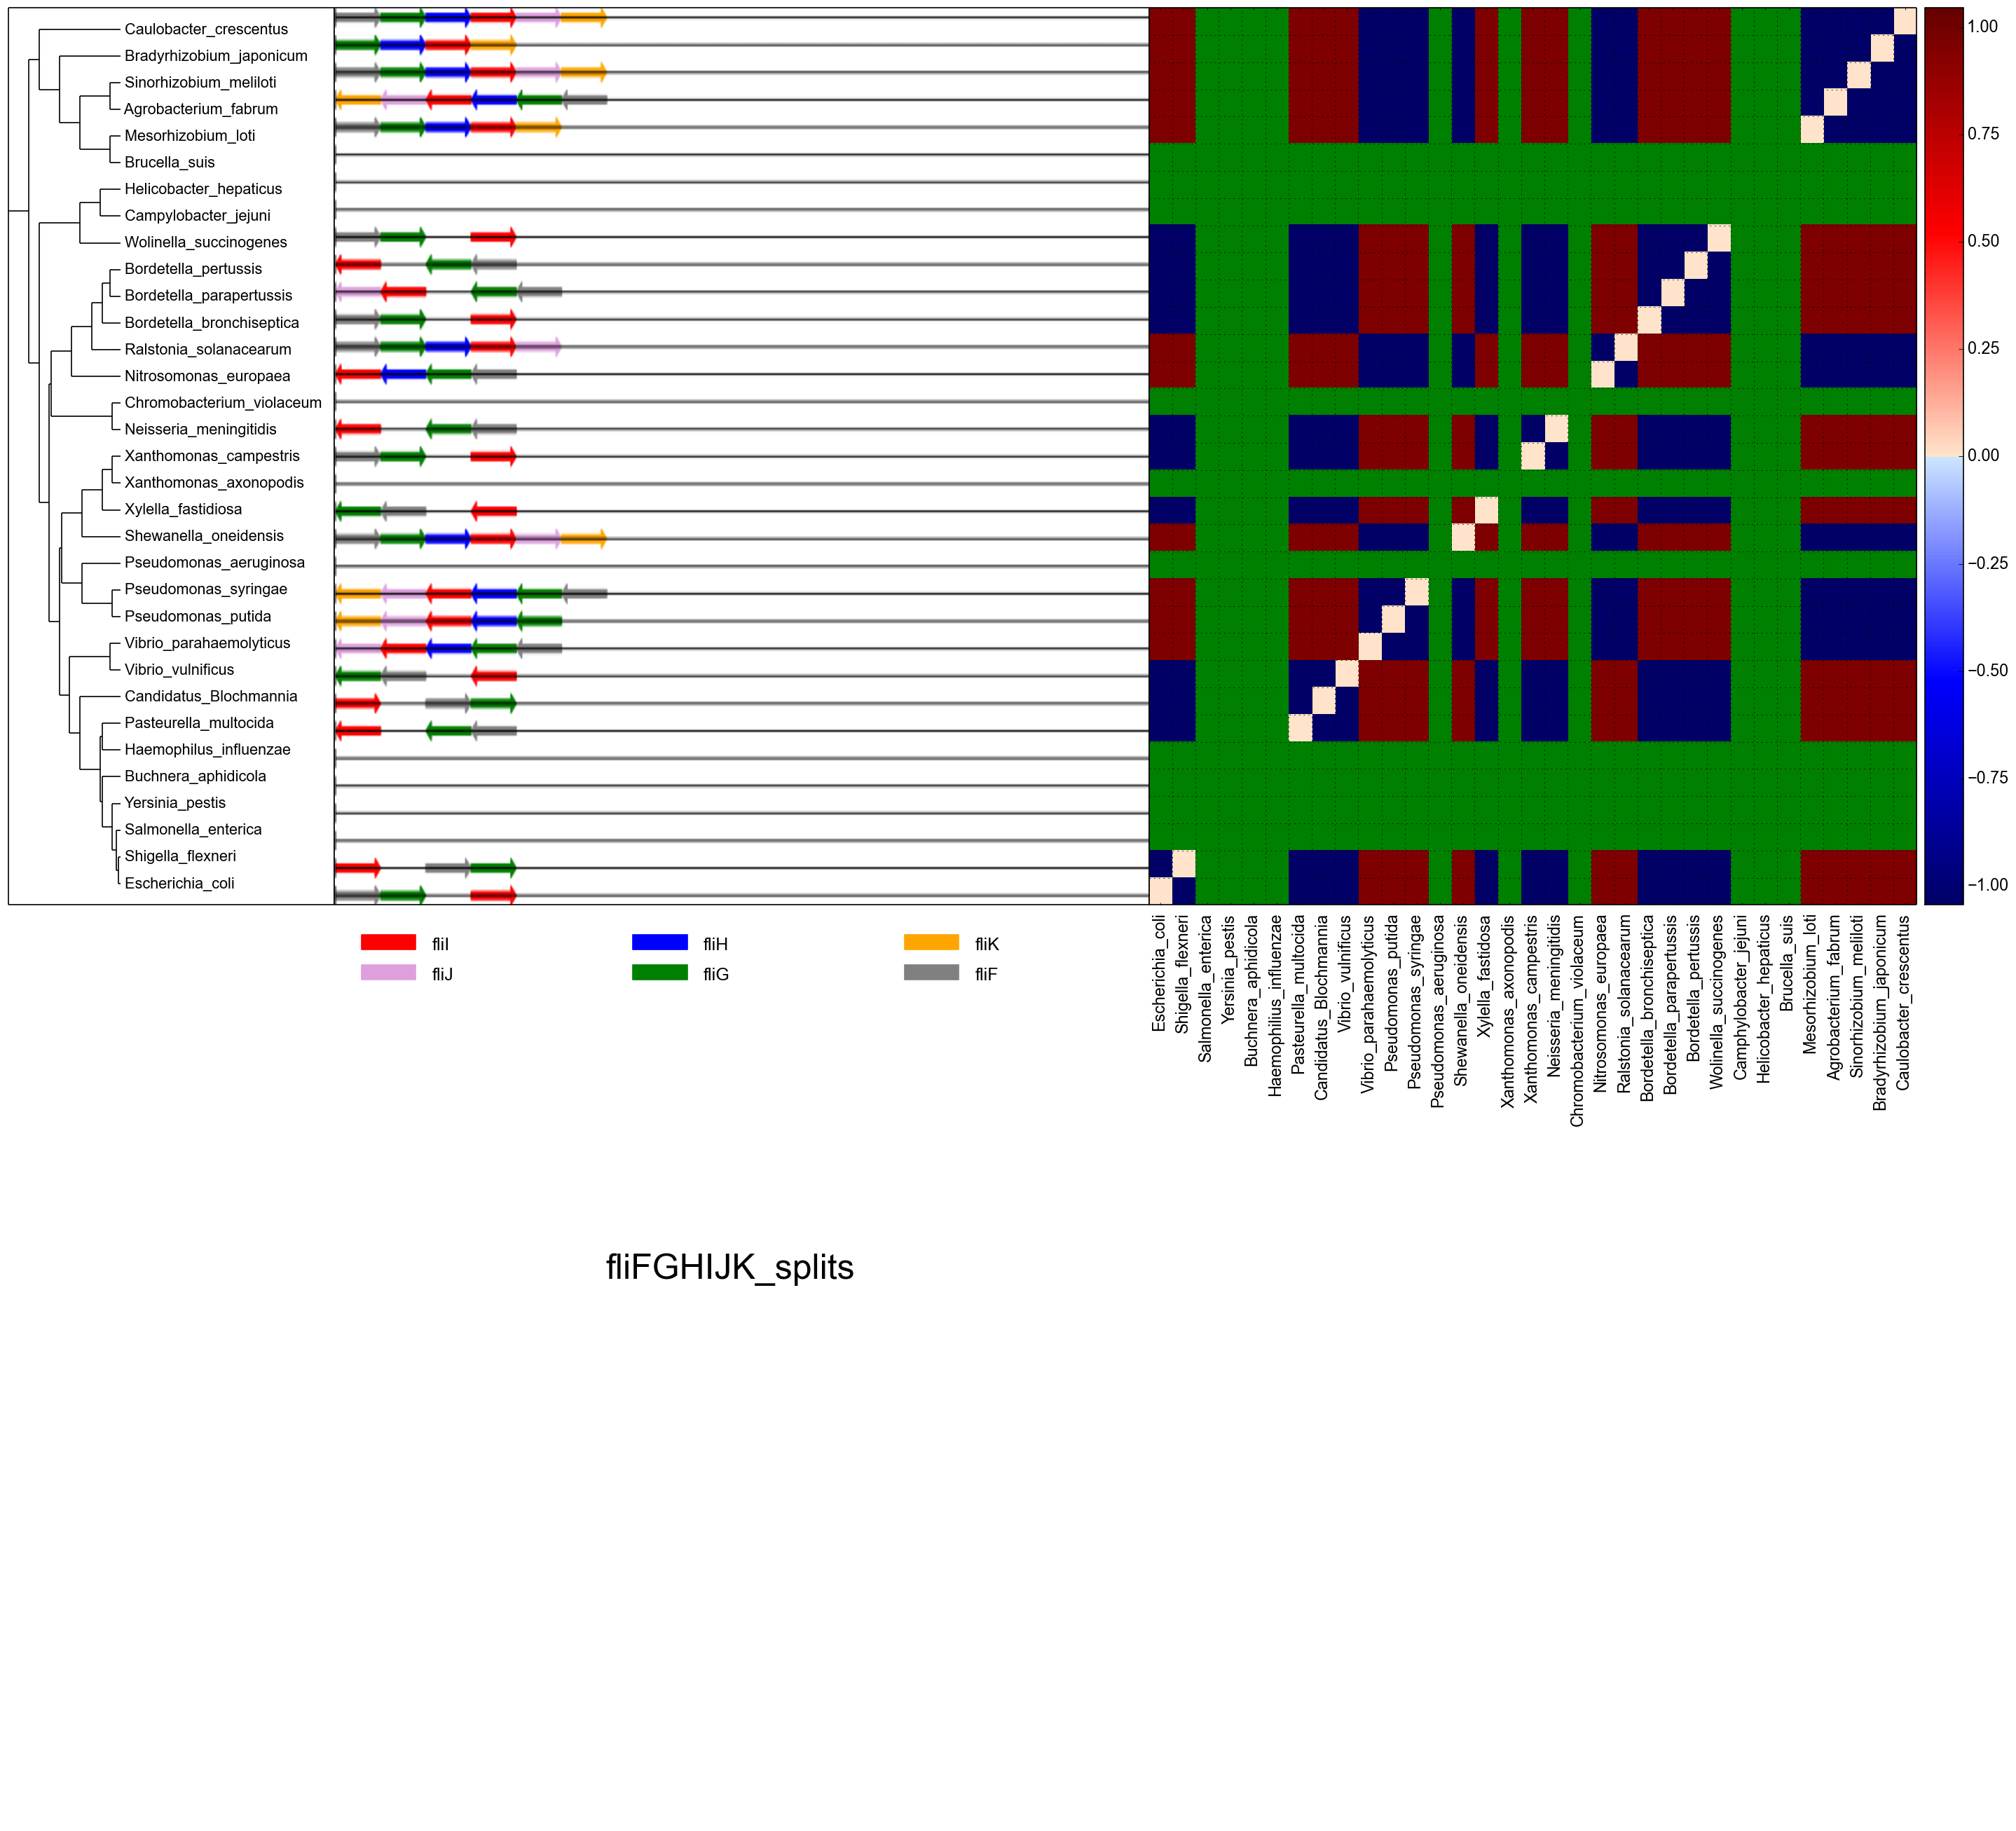 Caulobacter_crescentus
Bradyrhizobium_japonicum
Sinorhizobium_meliloti
Agrobacterium_fabrum
Mesorhizobium_loti
Brucella_suis
Helicobacter_hepaticus
Campylobacter_jejuni
Wolinella_succinogenes
Bordetella_pertussis
Bordetella_parapertussis
Bordetella_bronchiseptica
Ralstonia_solanacearum
Nitrosomonas_europaea
Chromobacterium_violaceum
Neisseria_meningitidis
Xanthomonas_campestris
Xanthomonas_axonopodis
Xylella_fastidiosa
Shewanella_oneidensis
Pseudomonas_aeruginosa
Pseudomonas_syringae
Pseudomonas_putida
Vibrio_parahaemolyticus
Vibrio_vulnificus
Candidatus_Blochmannia
Pasteurella_multocida
Haemophilus_influenzae
Buchnera_aphidicola
Yersinia_pestis
Salmonella_enterica
Shigella_flexneri
Escherichia_coli
1.00
0.75
0.50
0.25
0.00
−0.25
−0.50
−0.75
−1.00
Escherichia_coli
Shigella_flexneri
Salmonella_enterica
Yersinia_pestis
Buchnera_aphidicola
Haemophilius_influenzae
Pasteurella_multocida
Candidatus_Blochmannia
Vibrio_vulnificus
Vibrio_parahaemolyticus
Pseudomonas_putida
Pseudomonas_syringae
Pseudomonas_aeruginosa
Shewanella_oneidensis
Xylella_fastidosa
Xanthomonas_axonopodis
Xanthomonas_campestris
Neisseria_meningitidis
Chromobacterium_violaceum
Nitrosomonas_europaea
Ralstonia_solanacearum
Bordetella_bronchiseptica
Bordetella_parapertussis
Bordetella_pertussis
Wolinella_succinogenes
Camphylobacter_jejuni
Helicobacter_hepaticus
Brucella_suis
Mesorhizobium_loti
Agrobacterium_fabrum
Sinorhizobium_meliloti
Bradyrhizobium_japonicum
Caulobacter_crescentus
fliI fliH fliK
fliJ fliG fliF
fliFGHIJK_splits